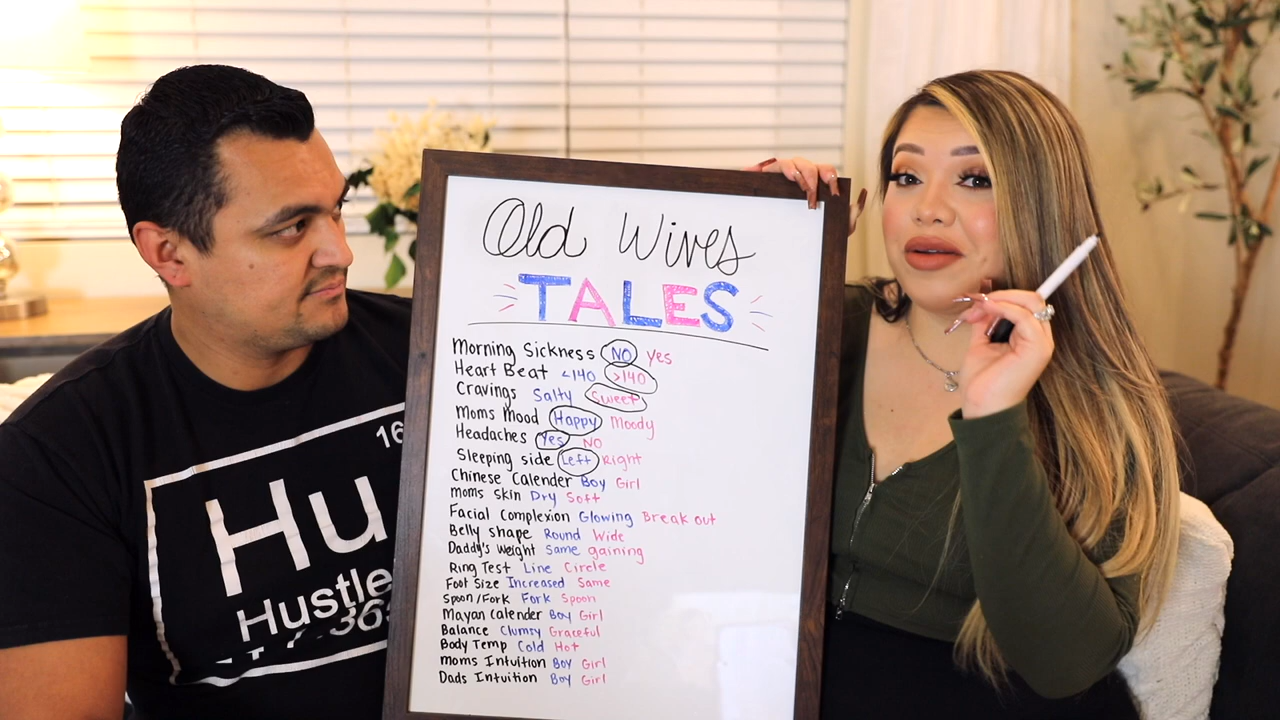 Old Wives
TALES
Morning Sickness NO Yes
Heart Beat <140 >140
Cravings Salty Sweet
Moms Mood Happy Moody
Headaches Yes NO
Sleeping side Left Right
Chinese Calender Boy Girl
Moms Skin Dry Soft
Facial Complexion Glowing Break out
Belly shape Round Wide
Daddy's weight Same gaining
Ring Test Line Circle
Foot Size Increased Same
Spoon/Fork Fork Spoon
Mayan Calender Boy Girl
Balance Clumsy Graceful
Body Temp Cold Hot
Moms Intuition Boy Girl
Dads Intuition Boy Girl
16
Hu
Hustle